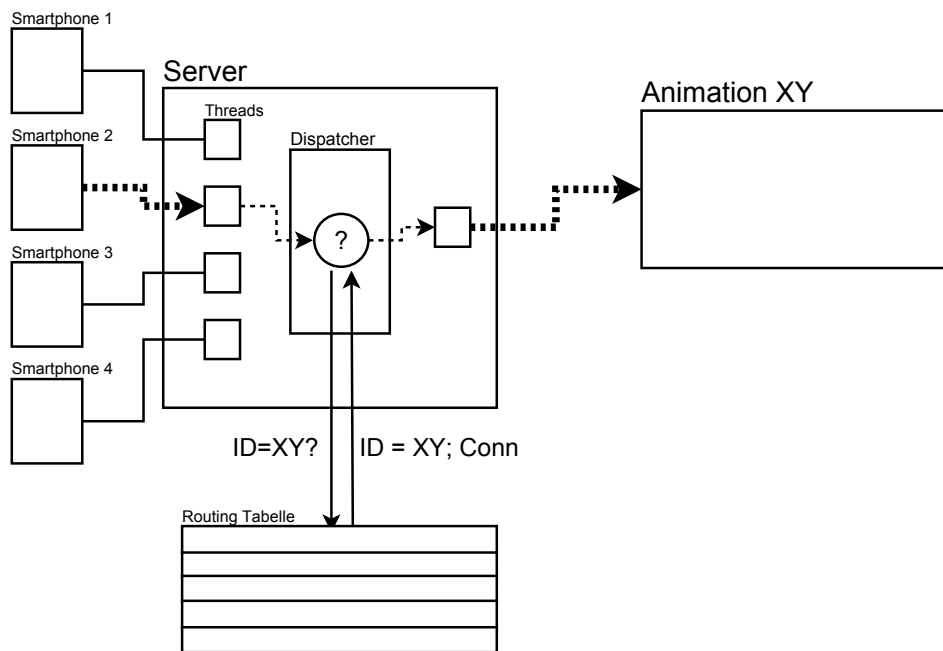 Smartphone 1
Server
Animation XY
Threads
Smartphone 2
Dispatcher
?
Smartphone 3
Smartphone 4
ID=XY?
ID = XY; Conn
Routing Tabelle